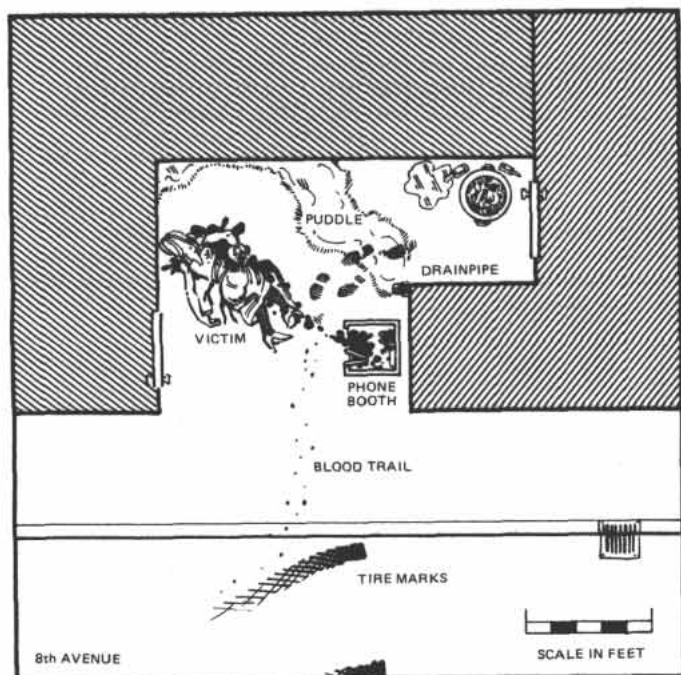 PUDDLE
DRAINPIPE
VICTIM
PHONE
BOOTH
BLOOD TRAIL
TIRE MARKS
8th AVENUE
SCALE IN FEET